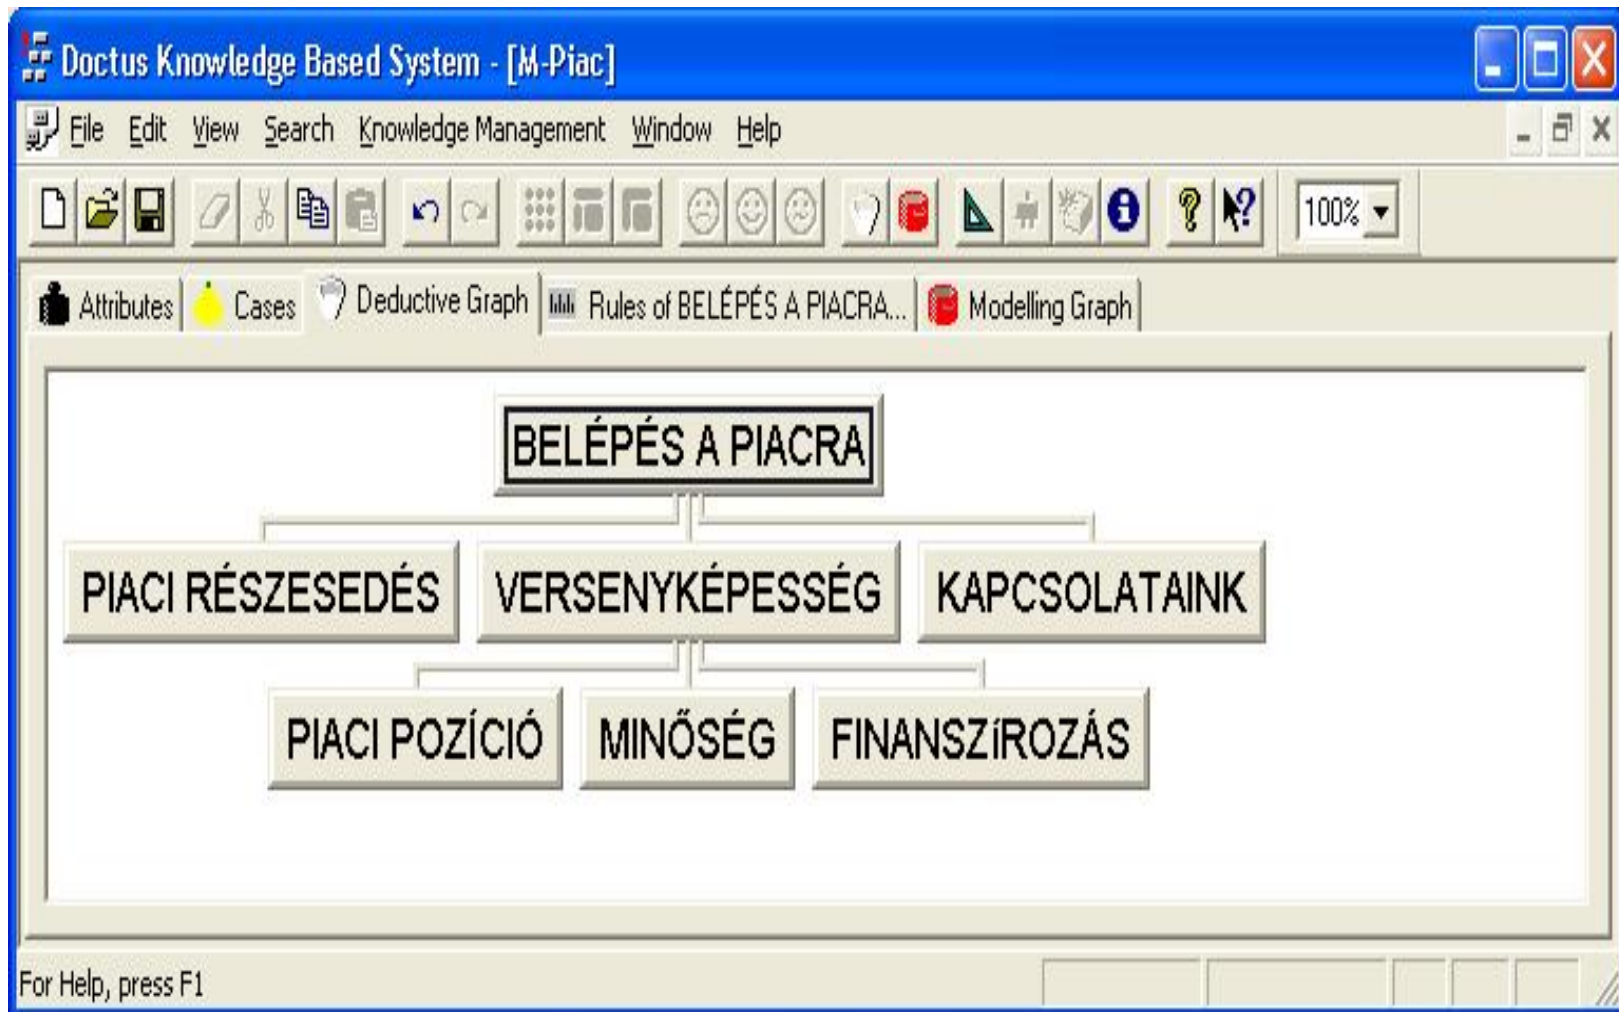 Doctus Knowledge Based System - [M-Piac]
File Edit View Search Knowledge Management Window Help
100%
Attributes Cases Deductive Graph Rules of BELÉPÉS A PIACRA... Modelling Graph
BELÉPÉS A PIACRA
PIACI RÉSZESEDÉS VERSENYKÉPESSÉG KAPCSOLATAINK
PIACI POZÍCIÓ MINŐSÉG FINANSZíROZÁS
For Help, press F1